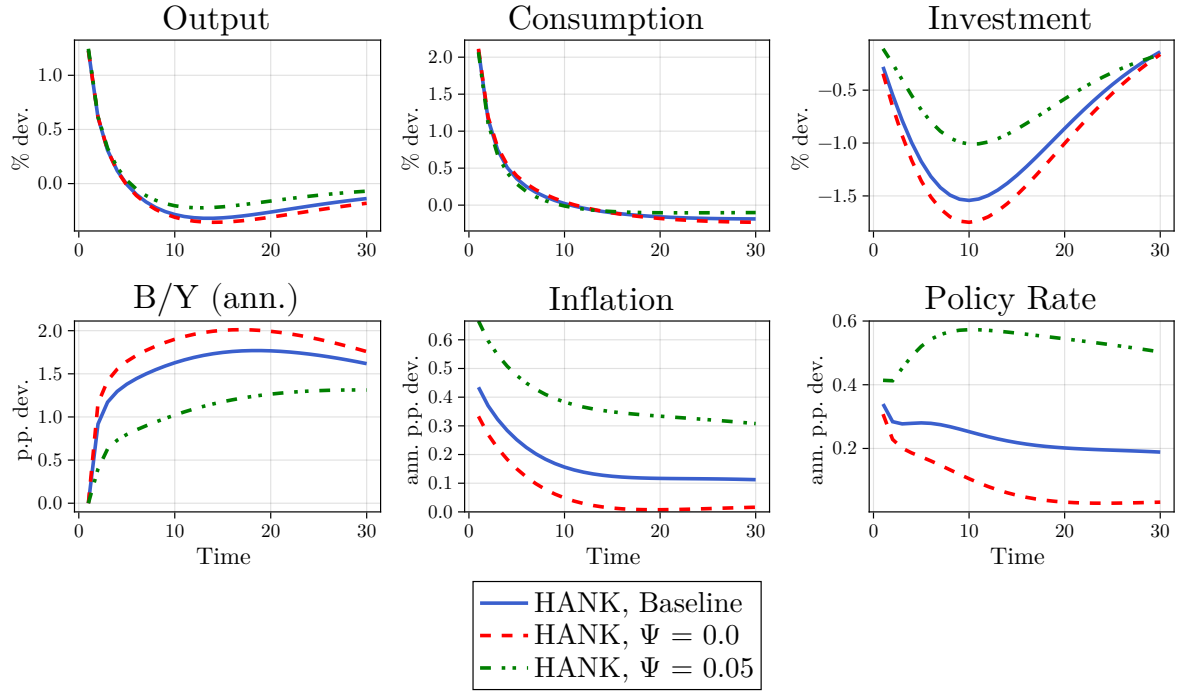 Output
Consumption
Investment
% dev.
1.0
0.5
0.0
0
10
20
30
% dev.
2.0
1.5
1.0
0.5
0.0
0
10
20
30
% dev.
−0.5
−1.0
−1.5
0
10
20
30
B/Y (ann.)
Inflation
Policy Rate
p.p. dev.
2.0
1.5
1.0
0.5
0.0
0
10
20
30
Time
ann. p.p. dev.
0.6
0.5
0.4
0.3
0.2
0.1
0.0
0
10
20
30
Time
ann. p.p. dev.
0.6
0.4
0.2
0
10
20
30
Time
HANK, Baseline
HANK, Ψ = 0.0
HANK, Ψ = 0.05